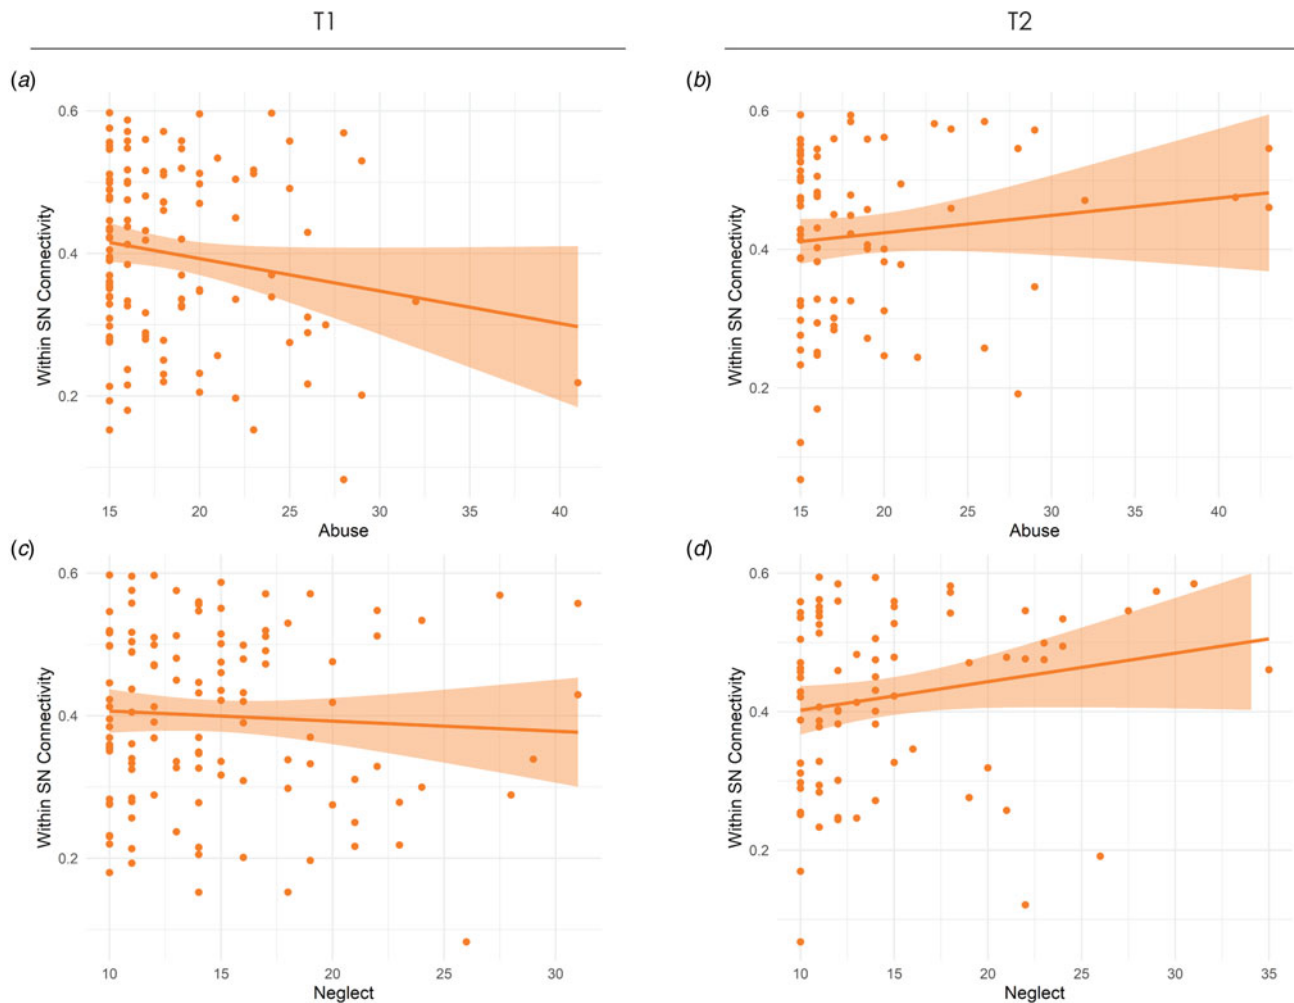 T1
T2
(a)
(b)
Within SN Connectivity
0.6
0.4
0.2
15 20 25 30 35 40
Abuse
Within SN Connectivity
0.6
0.4
0.2
15 20 25 30 35 40
Abuse
(c)
(d)
Within SN Connectivity
0.6
0.4
0.2
10 15 20 25 30
Neglect
Within SN Connectivity
0.6
0.4
0.2
10 15 20 25 30 35
Neglect